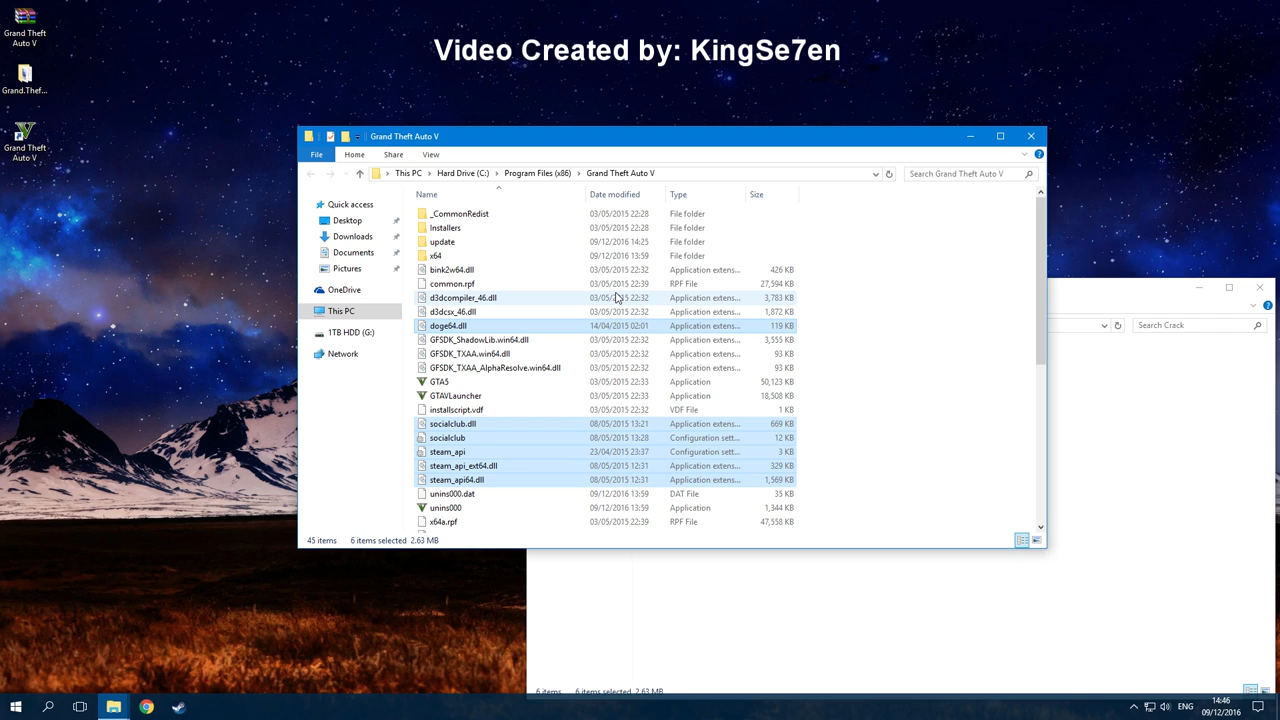 Grand Theft
Auto V
Grand.Thef...
Grand Theft
Auto V
Video Created by: KingSe7en
Grand Theft Auto V
File Home Share View
This PC Hard Drive (C:) Program Files (x86) Grand Theft Auto V
Search Grand Theft Auto V
Quick access
Desktop
Downloads
Documents
Pictures
OneDrive
This PC
1TB HDD (G:)
Network
Name Date modified Type Size
_CommonRedist 03/05/2015 22:28 File folder
Installers 03/05/2015 22:28 File folder
update 09/12/2016 14:25 File folder
x64 09/12/2016 13:59 File folder
bink2w64.dll 03/05/2015 22:32 Application extens... 426 KB
common.rpf 03/05/2015 22:39 RPF File 27,594 KB
d3dcompiler_46.dll 03/05/2015 22:32 Application extens... 3,783 KB
d3dcsx_46.dll 03/05/2015 22:32 Application extens... 1,872 KB
doge64.dll 14/04/2015 02:01 Application extens... 119 KB
GFSDK_ShadowLib.win64.dll 03/05/2015 22:32 Application extens... 3,555 KB
GFSDK_TXAA.win64.dll 03/05/2015 22:32 Application extens... 93 KB
GFSDK_TXAA_AlphaResolve.win64.dll 03/05/2015 22:32 Application extens... 93 KB
GTA5 03/05/2015 22:33 Application 50,123 KB
GTAVLauncher 03/05/2015 22:33 Application 18,508 KB
installscript.vdf 03/05/2015 22:32 VDF File 1 KB
socialclub.dll 08/05/2015 13:21 Application extens... 669 KB
socialclub 08/05/2015 13:28 Configuration sett... 12 KB
steam_api 23/04/2015 23:37 Configuration sett... 3 KB
steam_api_ext64.dll 08/05/2015 12:31 Application extens... 329 KB
steam_api64.dll 08/05/2015 12:31 Application extens... 1,569 KB
unins000.dat 09/12/2016 13:59 DAT File 35 KB
unins000 09/12/2016 13:59 Application 1,344 KB
x64a.rpf 03/05/2015 22:39 RPF File 47,558 KB
45 items 6 items selected 2.63 MB
Search Crack
6 items 6 items selected 2.63 MB
ENG
14:46
09/12/2016